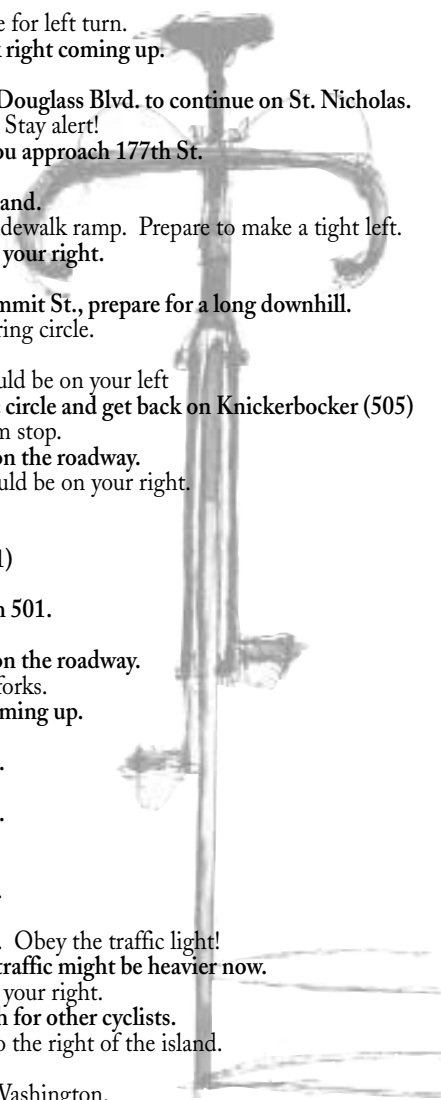 e for left turn.
right coming up.
Douglass Blvd. to continue on St. Nicholas.
Stay alert!
ou approach 177th St.
and.
dewalk ramp.  Prepare to make a tight left.
your right.
mmit St., prepare for a long downhill.
ring circle.
uld be on your left
circle and get back on Knickerbocker (505)
m stop.
on the roadway.
uld be on your right.
1)
n 501.
on the roadway.
forks.
ming up.
.
.
.
.  Obey the traffic light!
traffic might be heavier now.
your right.
h for other cyclists.
o the right of the island.
Washington.